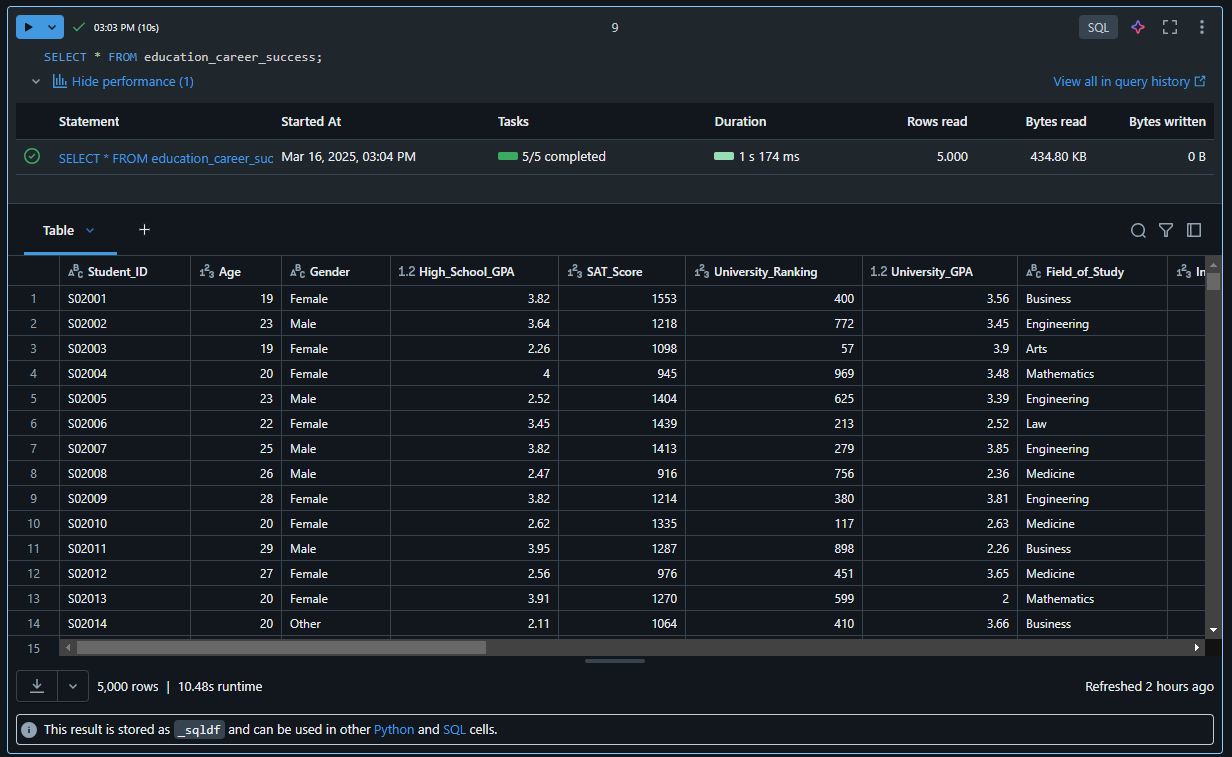 03:03 PM (10s) 9 SQL
SELECT * FROM education_career_success;
Hide performance (1) View all in query history
Statement Started At Tasks Duration Rows read Bytes read Bytes written
SELECT * FROM education_career_suc Mar 16, 2025, 03:04 PM 5/5 completed 1 s 174 ms 5.000 434.80 KB 0 B
Table +
ABC Student_ID 123 Age ABC Gender 1.2 High_School_GPA 123 SAT_Score 123 University_Ranking 1.2 University_GPA ABC Field_of_Study 123 In
1 S02001 19 Female 3.82 1553 400 3.56 Business
2 S02002 23 Male 3.64 1218 772 3.45 Engineering
3 S02003 19 Female 2.26 1098 57 3.9 Arts
4 S02004 20 Female 4 945 969 3.48 Mathematics
5 S02005 23 Male 2.52 1404 625 3.39 Engineering
6 S02006 22 Female 3.45 1439 213 2.52 Law
7 S02007 25 Male 3.82 1413 279 3.85 Engineering
8 S02008 26 Male 2.47 916 756 2.36 Medicine
9 S02009 28 Female 3.82 1214 380 3.81 Engineering
10 S02010 20 Female 2.62 1335 117 2.63 Medicine
11 S02011 29 Male 3.95 1287 898 2.26 Business
12 S02012 27 Female 2.56 976 451 3.65 Medicine
13 S02013 20 Female 3.91 1270 599 2 Mathematics
14 S02014 20 Other 2.11 1064 410 3.66 Business
15
5,000 rows | 10.48s runtime Refreshed 2 hours ago
This result is stored as _sqldf and can be used in other Python and SQL cells.